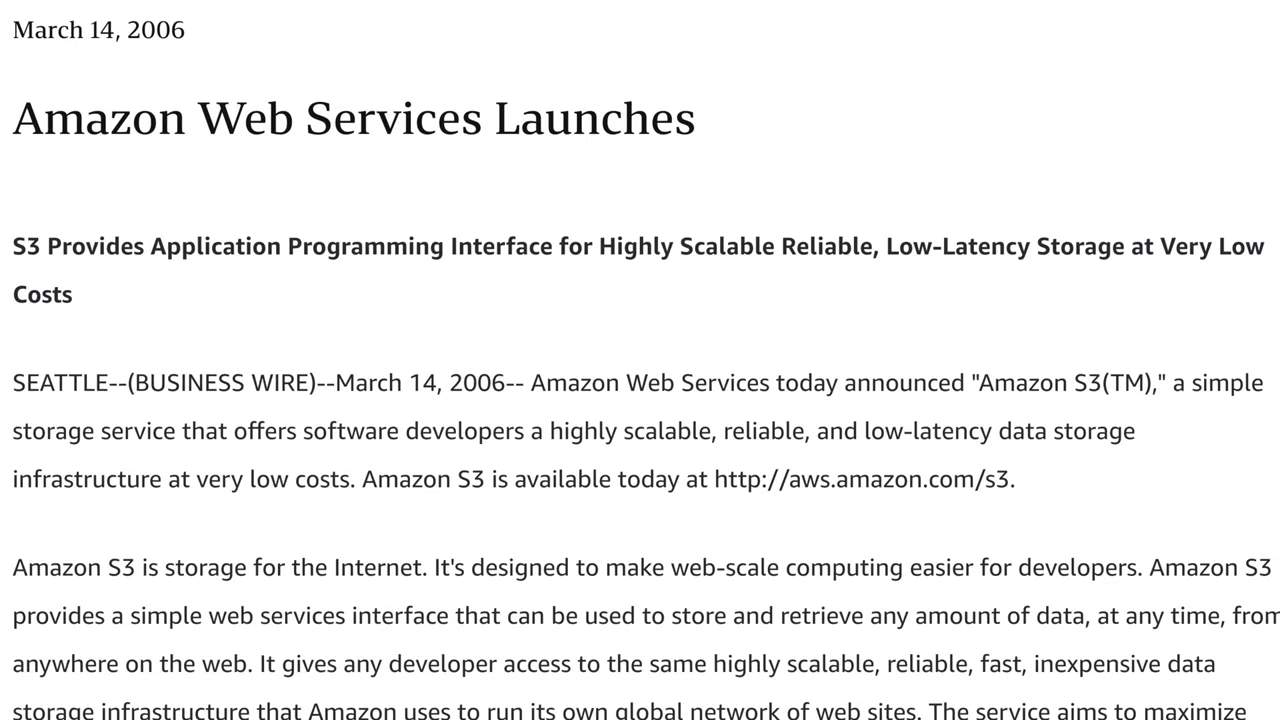 March 14, 2006
Amazon Web Services Launches
S3 Provides Application Programming Interface for Highly Scalable Reliable, Low-Latency Storage at Very Low
Costs
SEATTLE--(BUSINESS WIRE)--March 14, 2006-- Amazon Web Services today announced "Amazon S3(TM)," a simple
storage service that offers software developers a highly scalable, reliable, and low-latency data storage
infrastructure at very low costs. Amazon S3 is available today at http://aws.amazon.com/s3.
Amazon S3 is storage for the Internet. It's designed to make web-scale computing easier for developers. Amazon S3
provides a simple web services interface that can be used to store and retrieve any amount of data, at any time, from
anywhere on the web. It gives any developer access to the same highly scalable, reliable, fast, inexpensive data
storage infrastructure that Amazon uses to run its own global network of web sites. The service aims to maximize